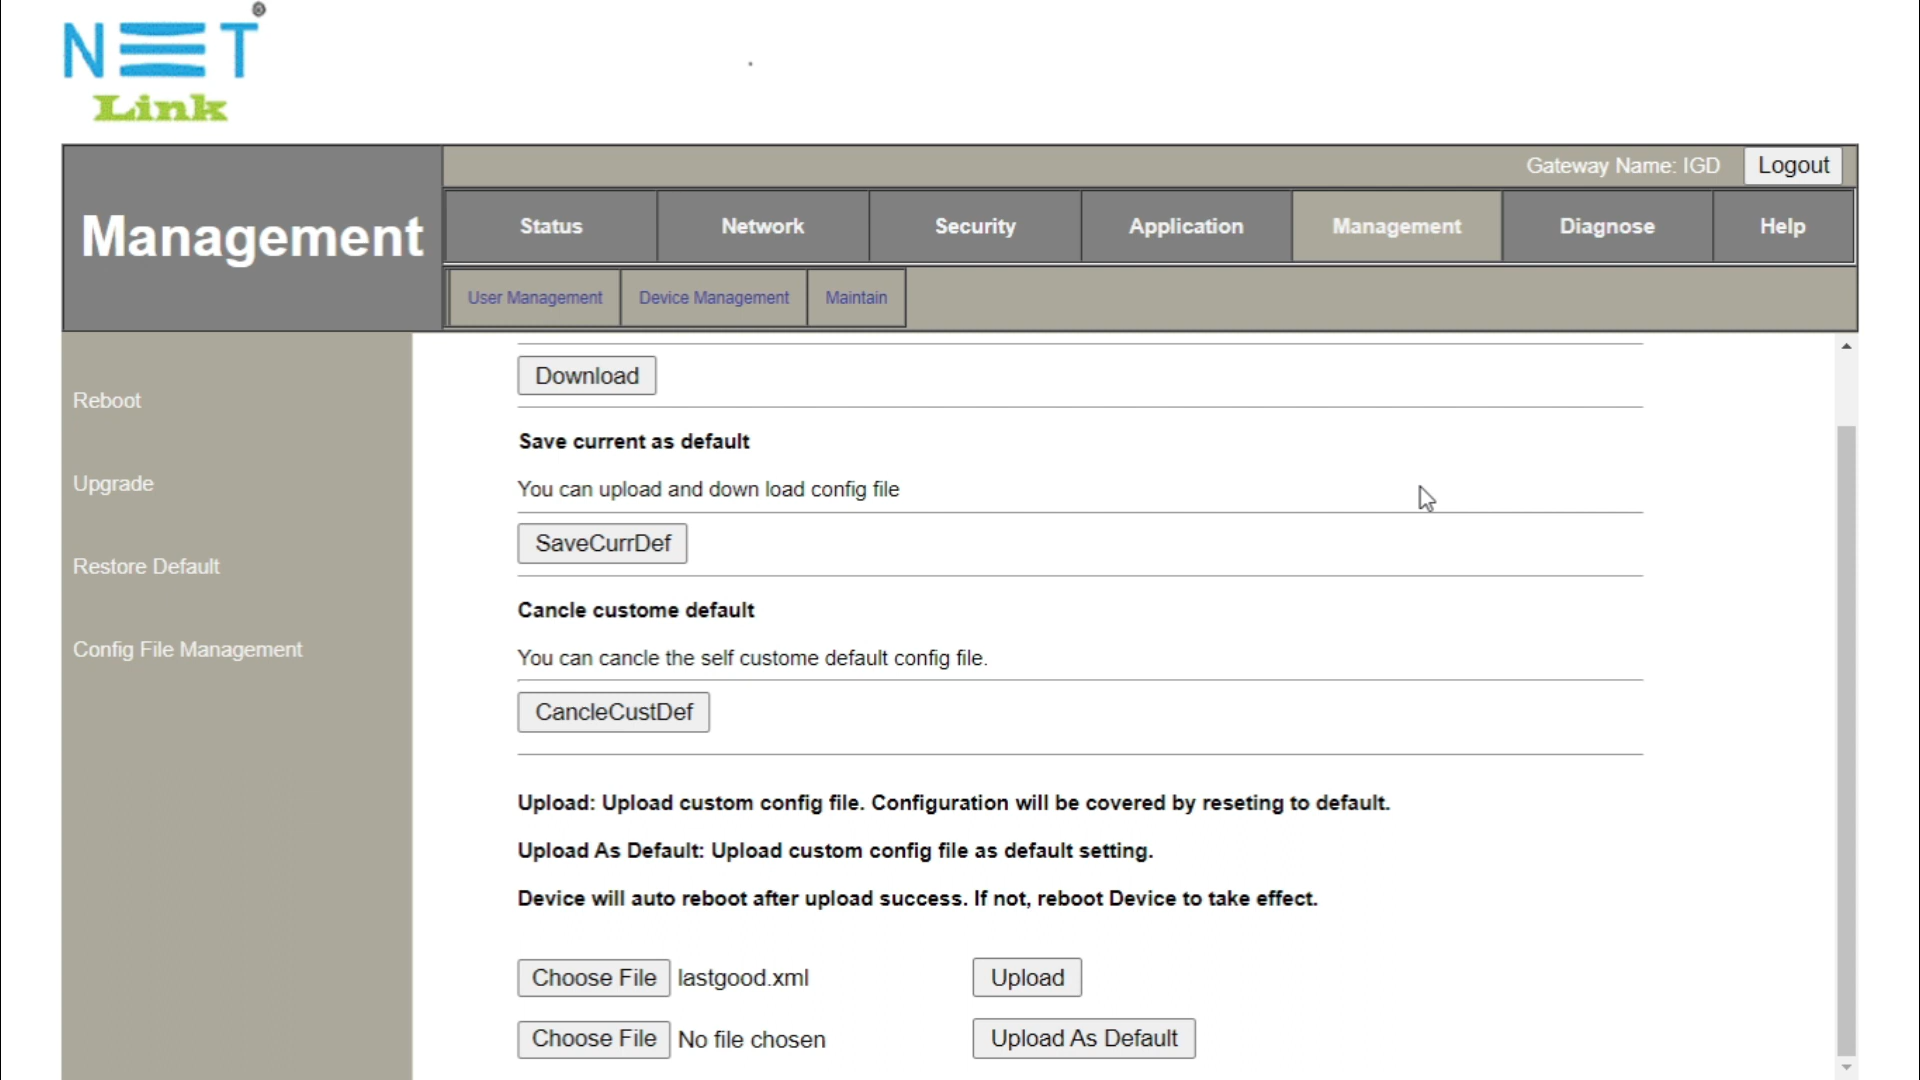 NET
Link
®
Gateway Name: IGD Logout
Management
Status Network Security Application Management Diagnose Help
User Management Device Management Maintain
Reboot
Upgrade
Restore Default
Config File Management
Download
Save current as default
You can upload and down load config file
SaveCurrDef
Cancle custome default
You can cancle the self custome default config file.
CancleCustDef
Upload: Upload custom config file. Configuration will be covered by reseting to default.
Upload As Default: Upload custom config file as default setting.
Device will auto reboot after upload success. If not, reboot Device to take effect.
Choose File lastgood.xml Upload
Choose File No file chosen Upload As Default